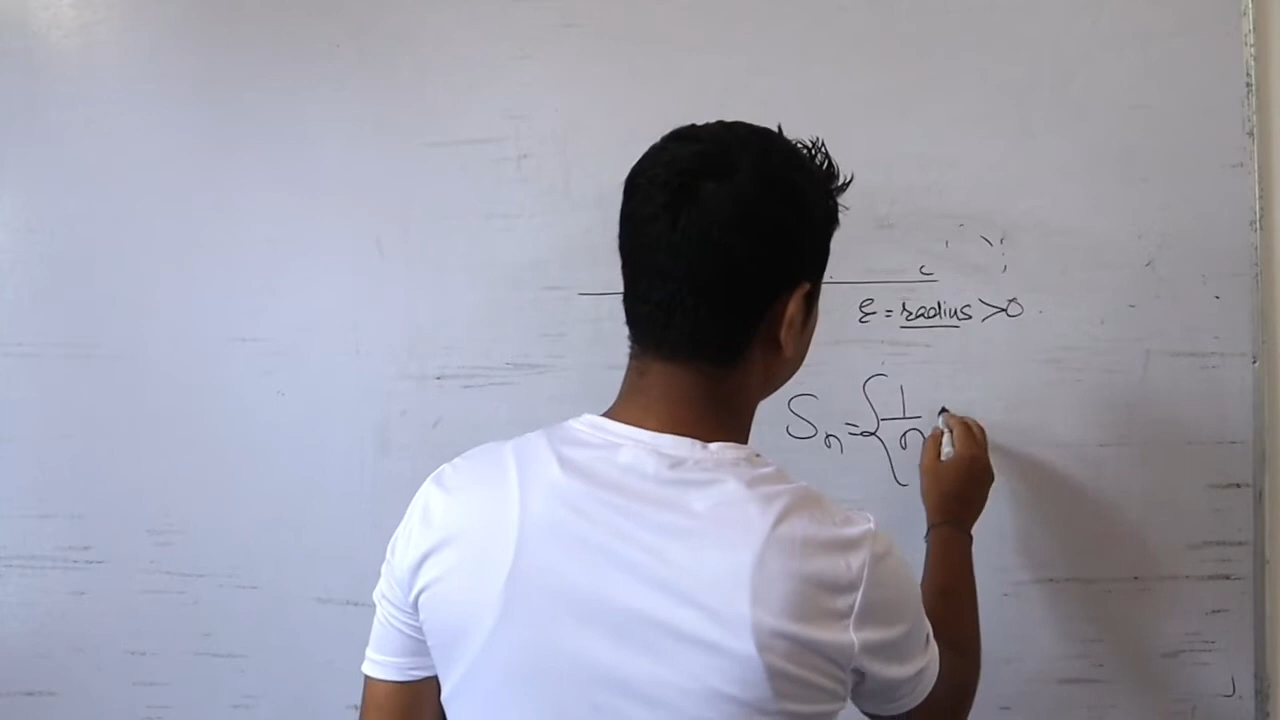 c
ε = radius >0
Sn = { 1/n